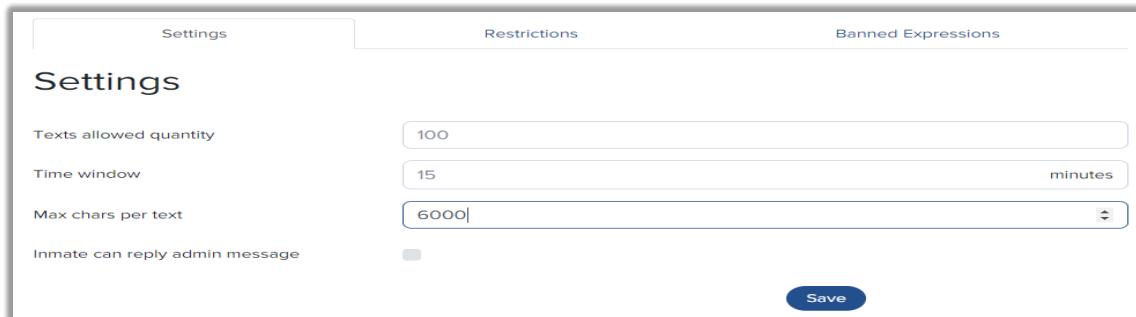 Settings Restrictions Banned Expressions
Settings
Texts allowed quantity 100
Time window 15 minutes
Max chars per text 6000
Inmate can reply admin message
Save